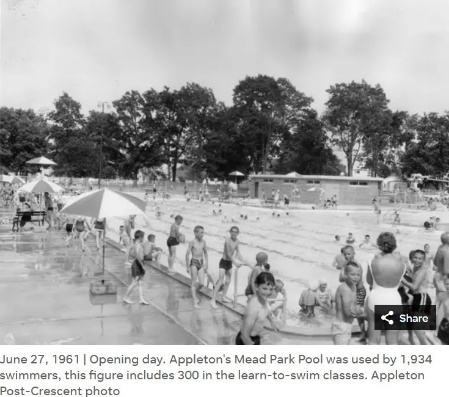 Share
June 27, 1961 | Opening day. Appleton's Mead Park Pool was used by 1,934
swimmers, this figure includes 300 in the learn-to-swim classes. Appleton
Post-Crescent photo